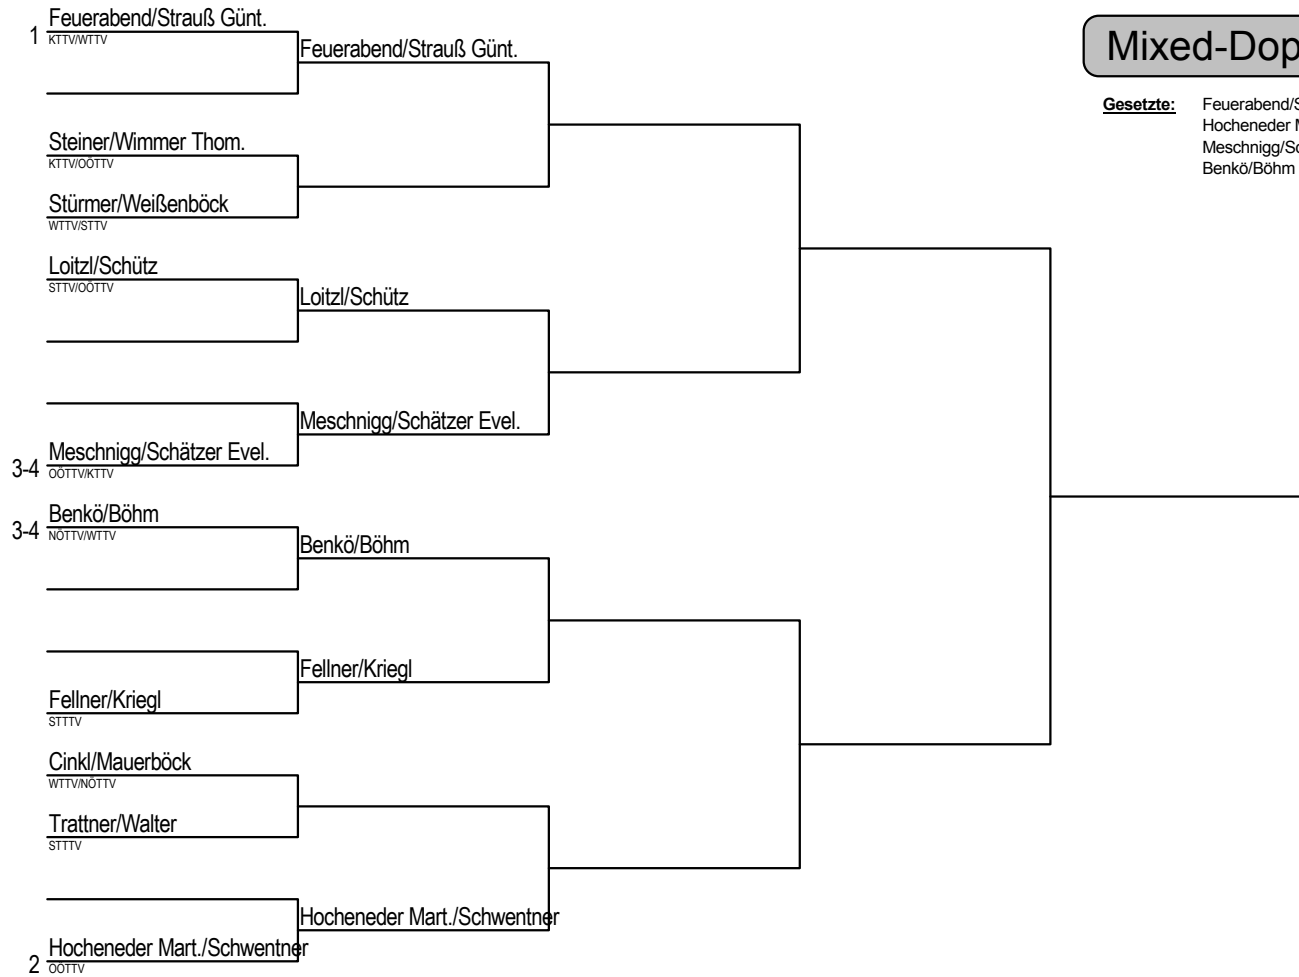 Feuerabend/Strauß Günt.
1
KTTV/WTTV
Feuerabend/Strauß Günt.
Steiner/Wimmer Thom.
KTTV/OÖTTV
Stürmer/Weißenböck
WTTV/STTV
Loitzl/Schütz
STTV/OÖTTV
Loitzl/Schütz
Meschnigg/Schätzer Evel.
Meschnigg/Schätzer Evel.
3-4
OÖTTV/KTTV
Benkö/Böhm
3-4
NÖTTV/WTTV
Benkö/Böhm
Fellner/Kriegl
Fellner/Kriegl
STTTV
Cinkl/Mauerböck
WTTV/NÖTTV
Trattner/Walter
STTTV
Hocheneder Mart./Schwentner
Hocheneder Mart./Schwentner
2
OÖTTV
Mixed-Dop
Gesetzte: Feuerabend/S
Hocheneder M
Meschnigg/Sc
Benkö/Böhm